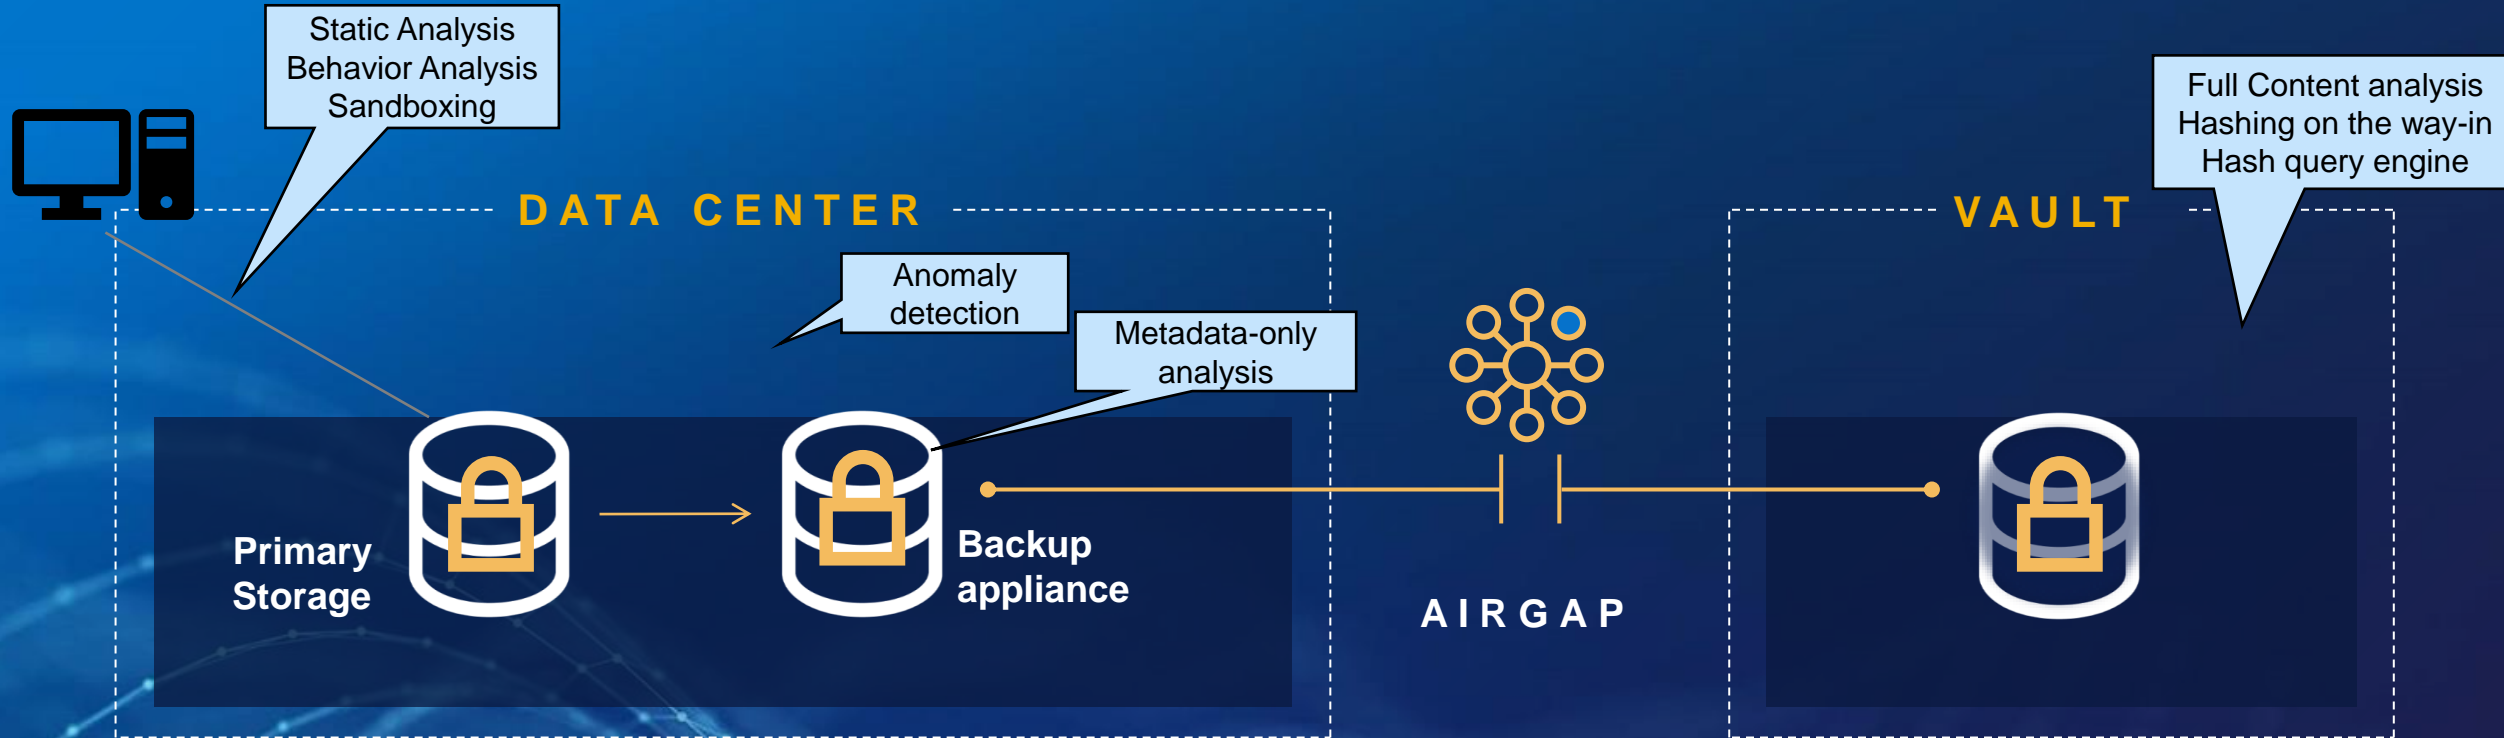 Static Analysis
Behavior Analysis
Sandboxing
Full Content analysis
Hashing on the way-in
Hash query engine
DATA CENTER
VAULT
Anomaly
detection
Metadata-only
analysis
Primary
Storage
Backup
appliance
AIRGAP